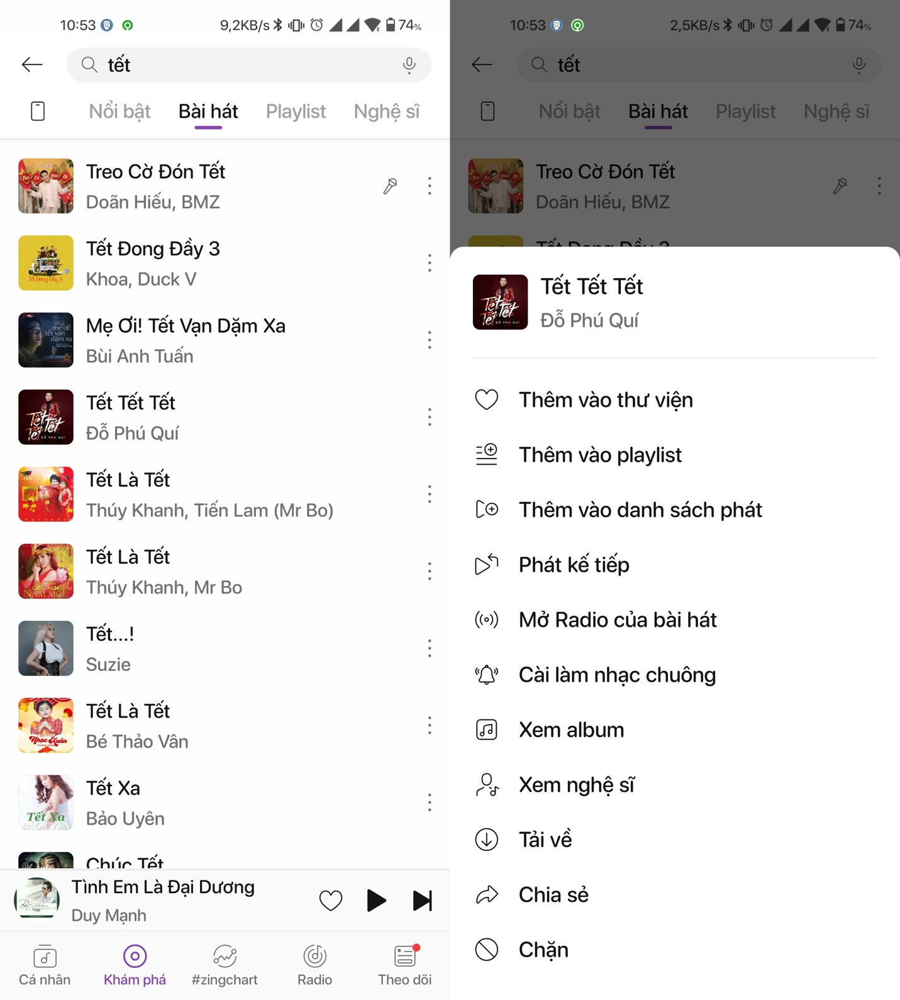 10:53
9,2KB/s
74%
tết
Nổi bật
Bài hát
Playlist
Nghệ sĩ
Treo Cờ Đón Tết
Doãn Hiếu, BMZ
Tết Đong Đầy 3
Khoa, Duck V
Mẹ Ơi! Tết Vạn Dặm Xa
Bùi Anh Tuấn
Tết Tết Tết
Đỗ Phú Quí
Tết Là Tết
Thúy Khanh, Tiến Lam (Mr Bo)
Tết Là Tết
Thúy Khanh, Mr Bo
Tết...!
Suzie
Tết Là Tết
Bé Thảo Vân
Tết Xa
Bảo Uyên
Chúc Tết
Tình Em Là Đại Dương
Duy Mạnh
Cá nhân
Khám phá
#zingchart
Radio
Theo dõi
10:53
2,5KB/s
74%
tết
Nổi bật
Bài hát
Playlist
Nghệ sĩ
Treo Cờ Đón Tết
Doãn Hiếu, BMZ
Tết Đong Đầy 3
Tết Tết Tết
Đỗ Phú Quí
Thêm vào thư viện
Thêm vào playlist
Thêm vào danh sách phát
Phát kế tiếp
Mở Radio của bài hát
Cài làm nhạc chuông
Xem album
Xem nghệ sĩ
Tải về
Chia sẻ
Chặn